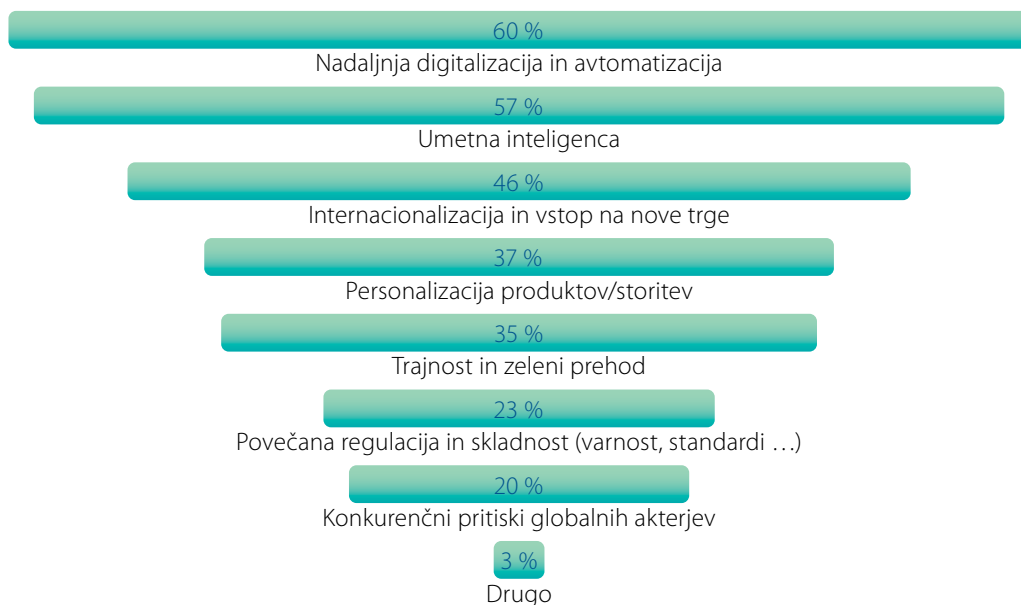 60 %
Nadaljnja digitalizacija in avtomatizacija
57 %
Umetna inteligenca
46 %
Internacionalizacija in vstop na nove trge
37 %
Personalizacija produktov/storitev
35 %
Trajnost in zeleni prehod
23 %
Povečana regulacija in skladnost (varnost, standardi …)
20 %
Konkurenčni pritiski globalnih akterjev
3 %
Drugo